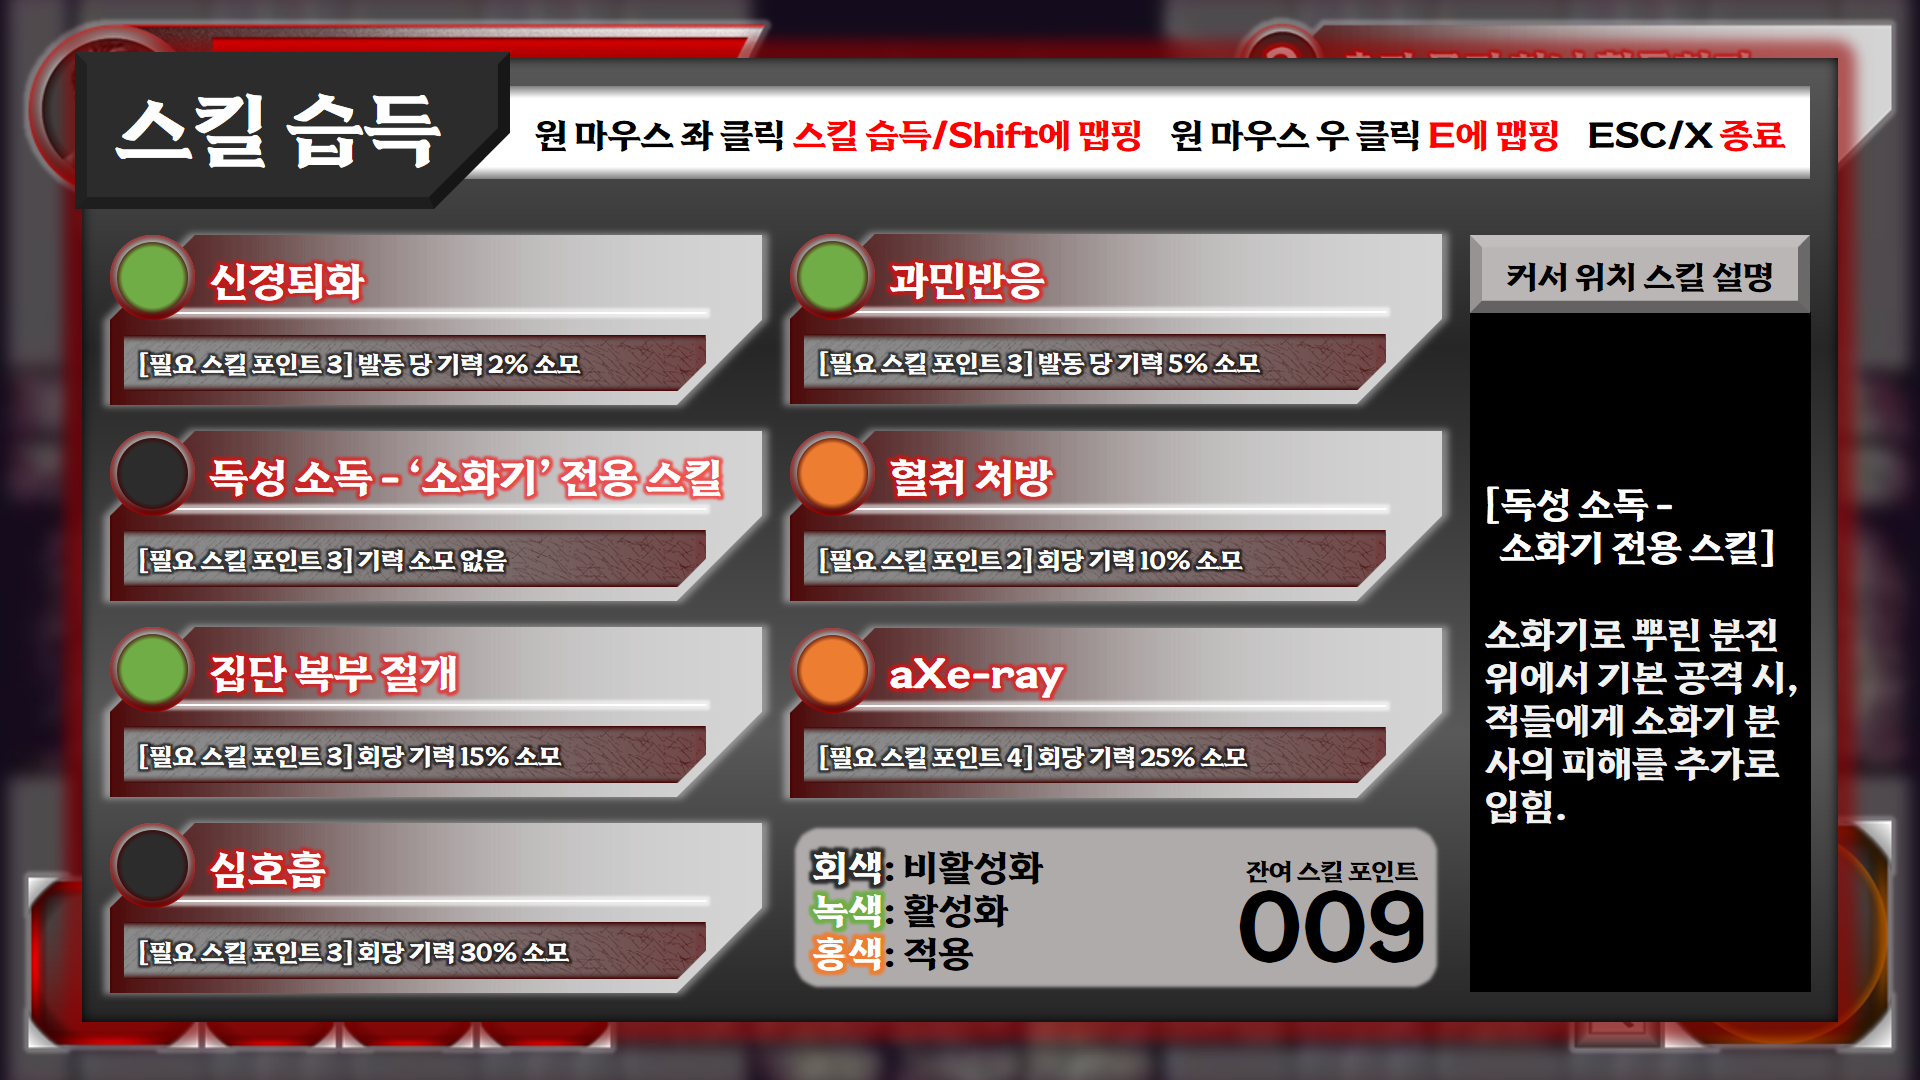 스킬 습득
원 마우스 좌 클릭 스킬 습득/Shift에 맵핑 원 마우스 우 클릭 E에 맵핑 ESC/X 종료
신경퇴화
[필요 스킬 포인트 3] 발동 당 기력 2% 소모
과민반응
[필요 스킬 포인트 3] 발동 당 기력 5% 소모
독성 소독 - ‘소화기’ 전용 스킬
[필요 스킬 포인트 3] 기력 소모 없음
혈취 처방
[필요 스킬 포인트 2] 회당 기력 10% 소모
집단 복부 절개
[필요 스킬 포인트 3] 회당 기력 15% 소모
aXe-ray
[필요 스킬 포인트 4] 회당 기력 25% 소모
심호흡
[필요 스킬 포인트 3] 회당 기력 30% 소모
회색: 비활성화
녹색: 활성화
홍색: 적용
잔여 스킬 포인트
009
커서 위치 스킬 설명
[독성 소독 -
소화기 전용 스킬]
소화기로 뿌린 분진
위에서 기본 공격 시,
적들에게 소화기 분
사의 피해를 추가로
입힘.